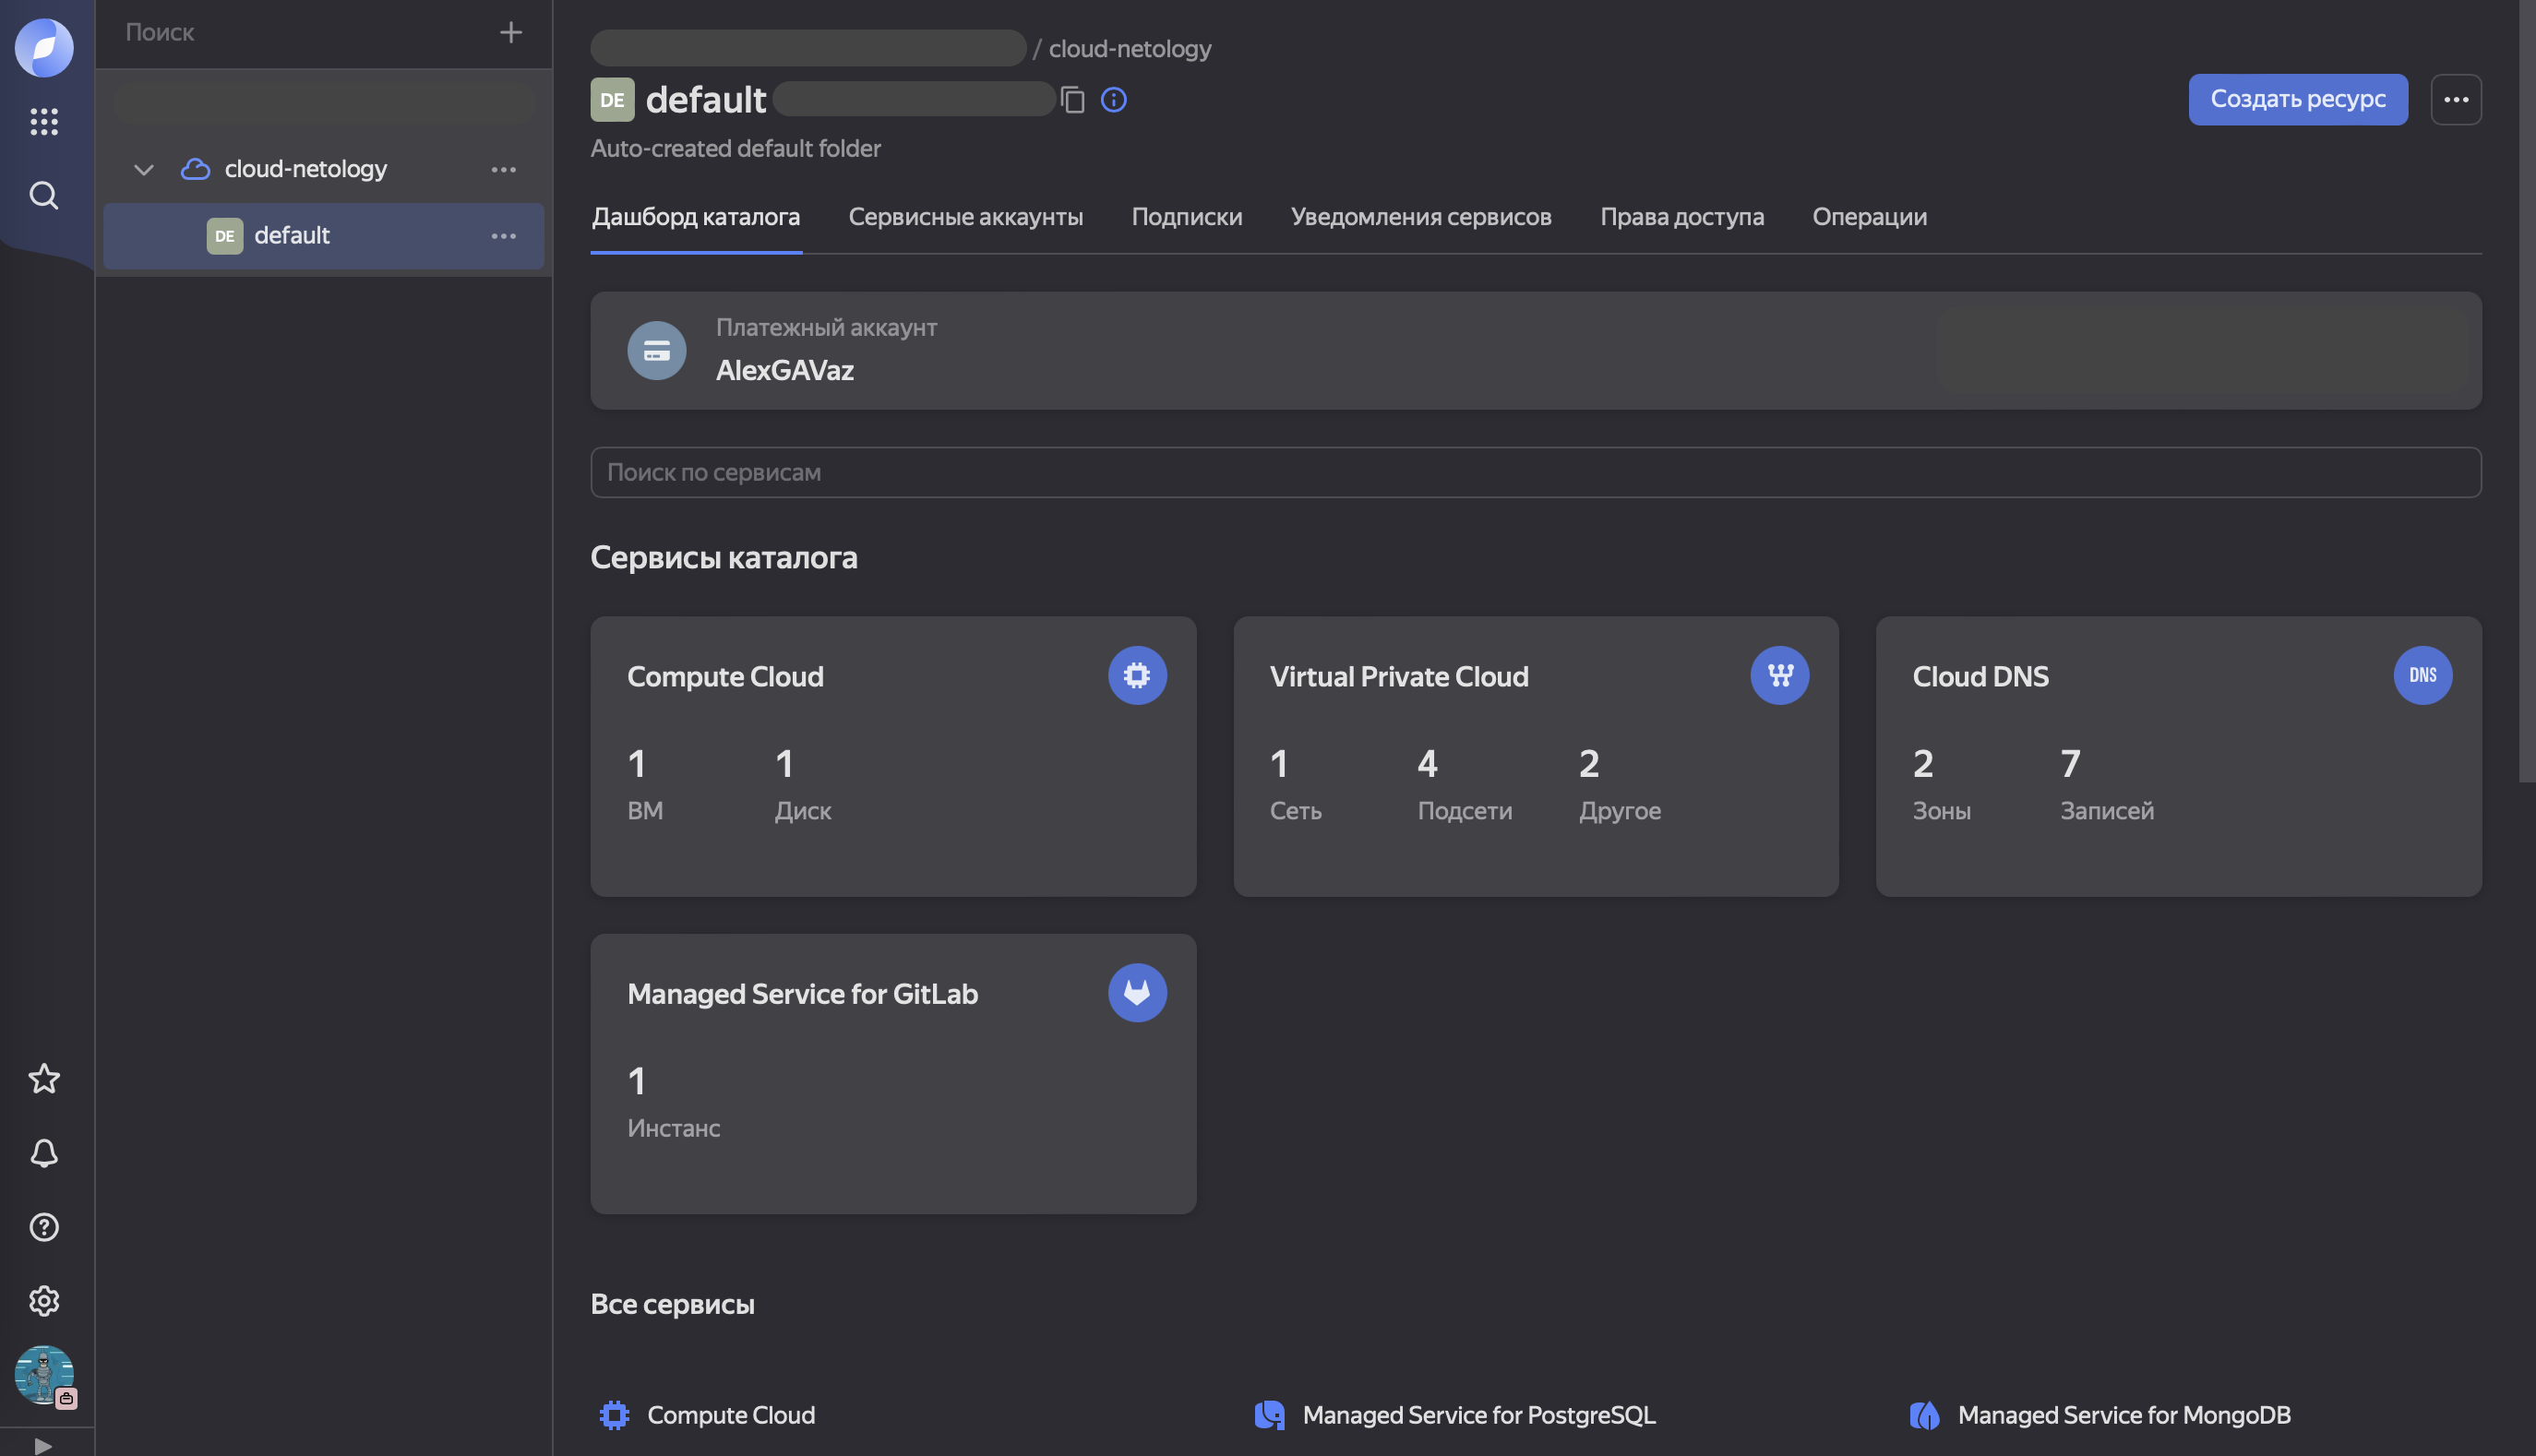 Поиск
cloud-netology
DE default
/ cloud-netology
DE default
Auto-created default folder
Создать ресурс
Дашборд каталога Сервисные аккаунты Подписки Уведомления сервисов Права доступа Операции
Платежный аккаунт
AlexGAVaz
Поиск по сервисам
Сервисы каталога
Compute Cloud
1 1
ВМ Диск
Virtual Private Cloud
1 4 2
Сеть Подсети Другое
Cloud DNS
DNS
2 7
Зоны Записей
Managed Service for GitLab
1
Инстанс
Все сервисы
Compute Cloud
Managed Service for PostgreSQL
Managed Service for MongoDB